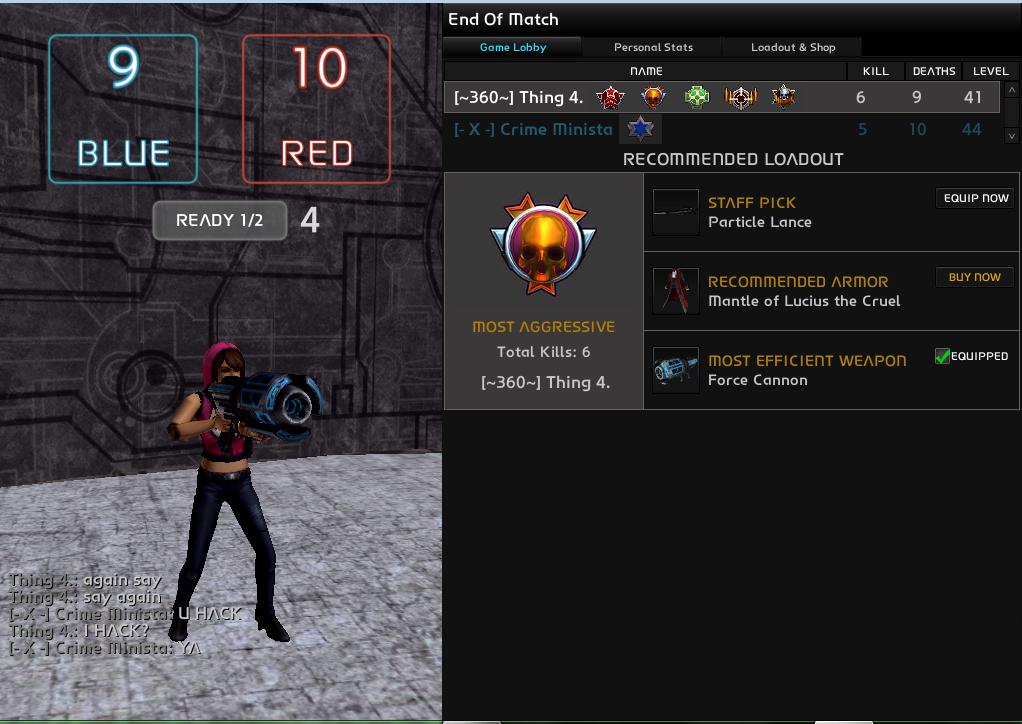 9
BLUE
10
RED
READY 1/2 4
Thing 4.: again say
Thing 4.: say again
[- X -] Crime Minista: U HACK
Thing 4.: I HACK?
[- X -] Crime Minista: YA
End Of Match
Game Lobby Personal Stats Loadout & Shop
NAME KILL DEATHS LEVEL
[~360~] Thing 4. 6 9 41
[- X -] Crime Minista 5 10 44
RECOMMENDED LOADOUT
MOST AGGRESSIVE
Total Kills: 6
[~360~] Thing 4.
STAFF PICK
Particle Lance
EQUIP NOW
RECOMMENDED ARMOR
Mantle of Lucius the Cruel
BUY NOW
MOST EFFICIENT WEAPON
Force Cannon
EQUIPPED